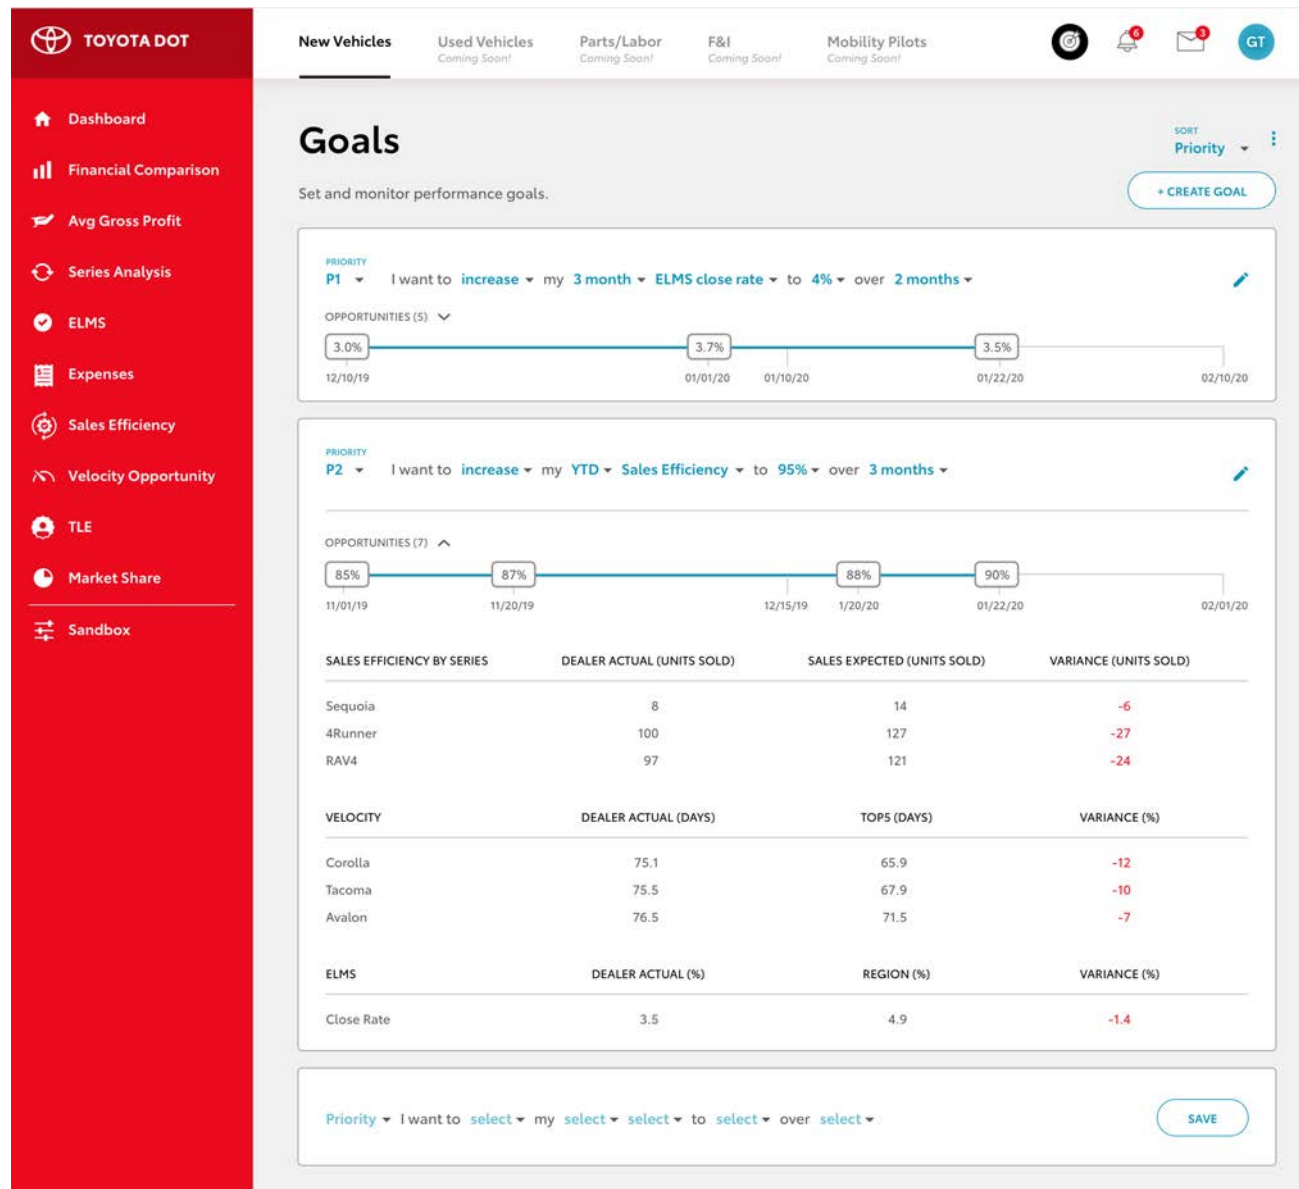 TOYOTA DOT
New Vehicles Used Vehicles Parts/Labor F&I Mobility Pilots
Coming Soon! Coming Soon! Coming Soon! Coming Soon!
6 3 GT
Dashboard
Financial Comparison
Avg Gross Profit
Series Analysis
ELMS
Expenses
Sales Efficiency
Velocity Opportunity
TLE
Market Share
Sandbox
Goals
SORT
Priority
Set and monitor performance goals.
+ CREATE GOAL
PRIORITY
P1 I want to increase my 3 month ELMS close rate to 4% over 2 months
OPPORTUNITIES (5)
3.0% 3.7% 3.5%
12/10/19 01/01/20 01/10/20 01/22/20 02/10/20
PRIORITY
P2 I want to increase my YTD Sales Efficiency to 95% over 3 months
OPPORTUNITIES (7)
85% 87% 88% 90%
11/01/19 11/20/19 12/15/19 1/20/20 01/22/20 02/01/20
SALES EFFICIENCY BY SERIES DEALER ACTUAL (UNITS SOLD) SALES EXPECTED (UNITS SOLD) VARIANCE (UNITS SOLD)
Sequoia 8 14 -6
4Runner 100 127 -27
RAV4 97 121 -24
VELOCITY DEALER ACTUAL (DAYS) TOP5 (DAYS) VARIANCE (%)
Corolla 75.1 65.9 -12
Tacoma 75.5 67.9 -10
Avalon 76.5 71.5 -7
ELMS DEALER ACTUAL (%) REGION (%) VARIANCE (%)
Close Rate 3.5 4.9 -1.4
Priority I want to select my select select to select over select
SAVE